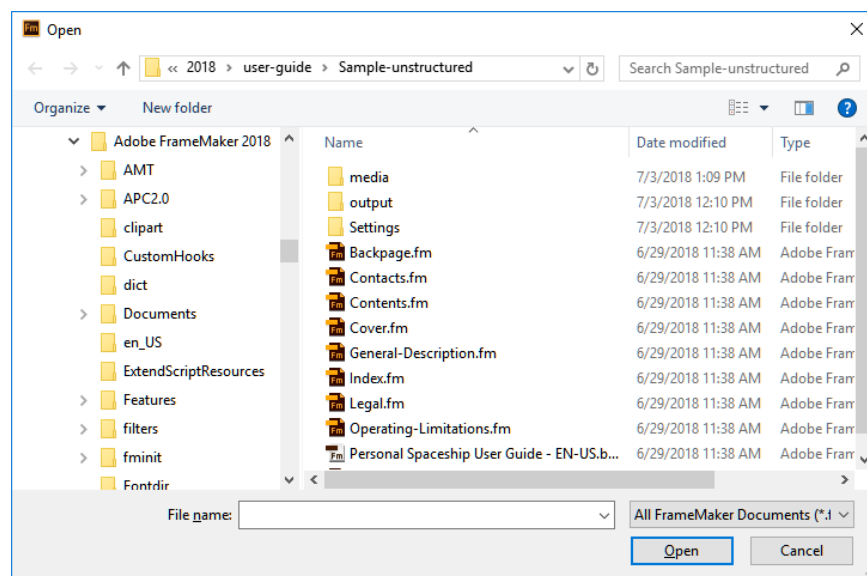 Open
« 2018 › user-guide › Sample-unstructured
Search Sample-unstructured
Organize New folder
Adobe FrameMaker 2018
AMT
APC2.0
clipart
CustomHooks
dict
Documents
en_US
ExtendScriptResources
Features
filters
fminit
Fontdir
Name Date modified Type
media 7/3/2018 1:09 PM File folder
output 7/3/2018 12:10 PM File folder
Settings 7/3/2018 12:10 PM File folder
Backpage.fm 6/29/2018 11:38 AM Adobe Fram
Contacts.fm 6/29/2018 11:38 AM Adobe Fram
Contents.fm 6/29/2018 11:38 AM Adobe Fram
Cover.fm 6/29/2018 11:38 AM Adobe Fram
General-Description.fm 6/29/2018 11:38 AM Adobe Fram
Index.fm 6/29/2018 11:38 AM Adobe Fram
Legal.fm 6/29/2018 11:38 AM Adobe Fram
Operating-Limitations.fm 6/29/2018 11:38 AM Adobe Fram
Personal Spaceship User Guide - EN-US.b... 6/29/2018 11:38 AM Adobe Fram
File name: All FrameMaker Documents (*.f
Open Cancel